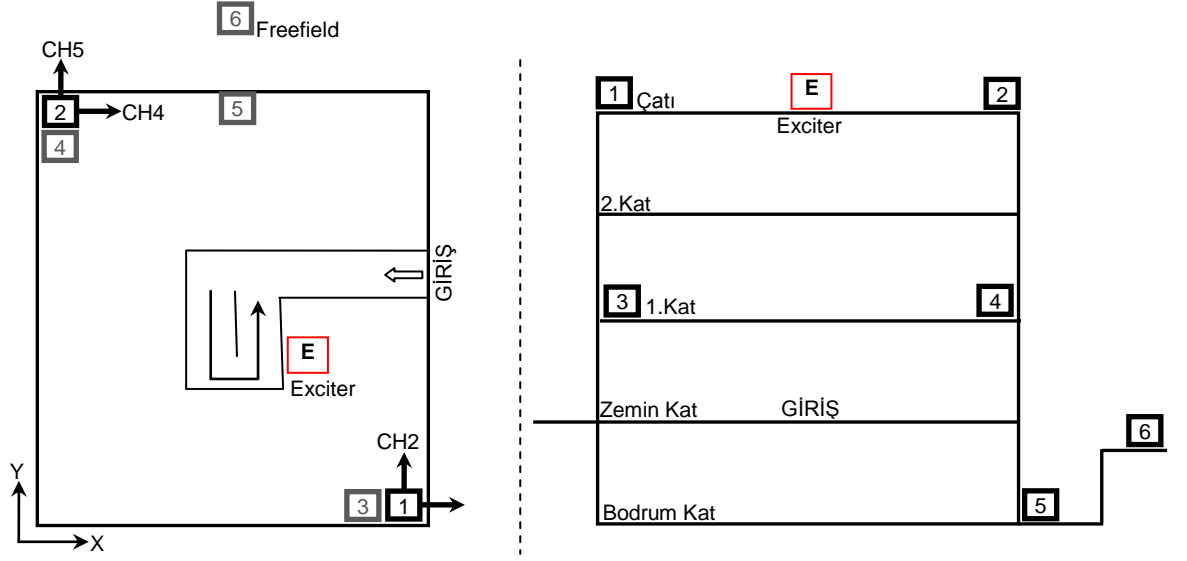 6 Freefield
CH5
2 CH4 5
4
GİRİŞ
E
Exciter
CH2
3 1
Y
X
1 Çatı E 2
Exciter
2.Kat
3 1.Kat 4
Zemin Kat GİRİŞ
6
5
Bodrum Kat